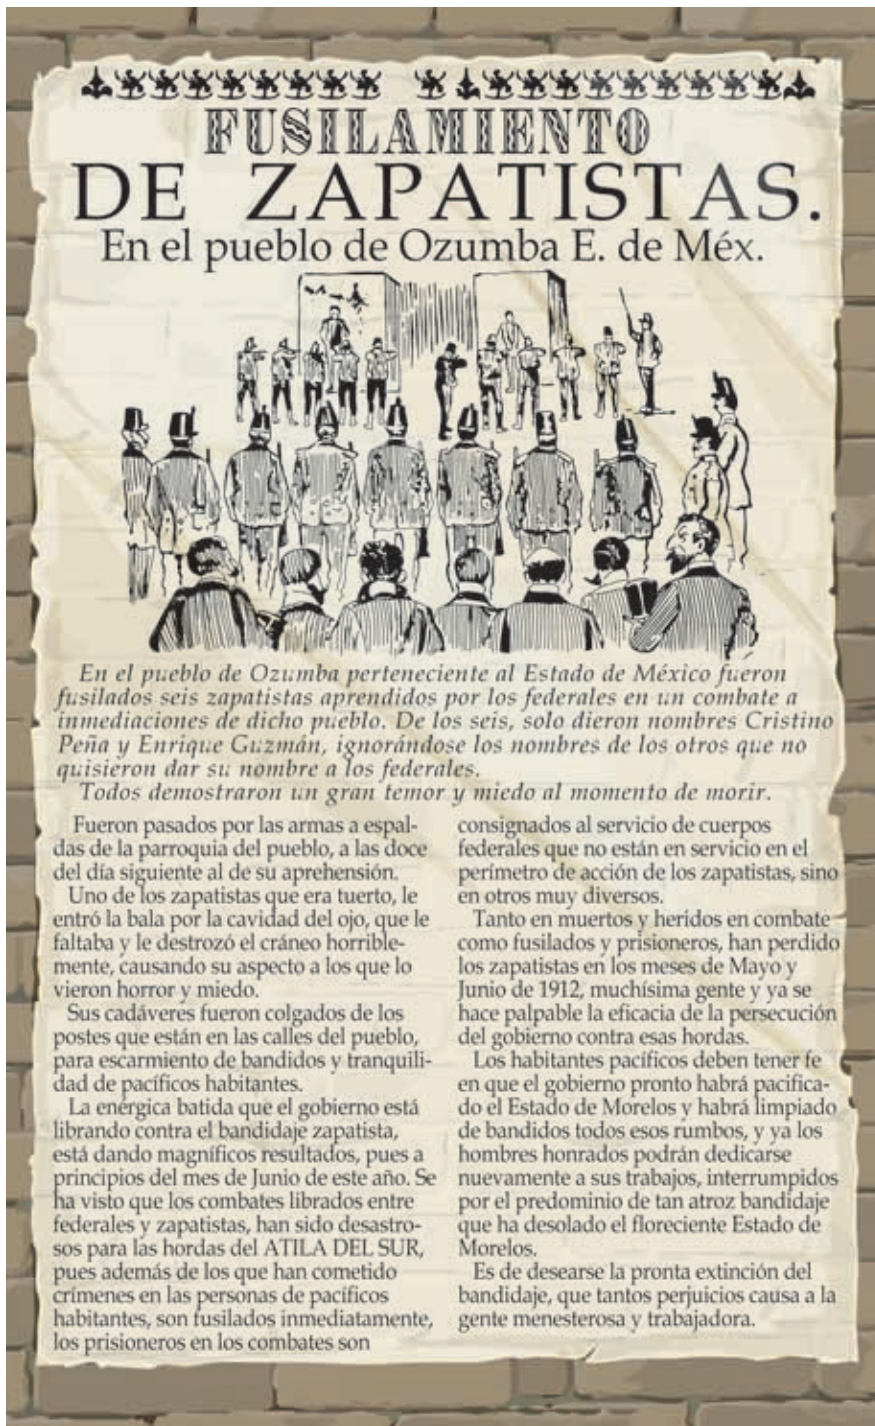 FUSILAMIENTO
DE ZAPATISTAS.
En el pueblo de Ozumba E. de Méx.
En el pueblo de Ozumba perteneciente al Estado de México fueron
fusilados seis zapatistas aprendidos por los federales en un combate a
inmediaciones de dicho pueblo. De los seis, solo dieron nombres Cristino
Peña y Enrique Guzmán, ignorándose los nombres de los otros que no
quisieron dar su nombre a los federales.
Todos demostraron un gran temor y miedo al momento de morir.
Fueron pasados por las armas a espal-
das de la parroquia del pueblo, a las doce
del día siguiente al de su aprehensión.
Uno de los zapatistas que era tuerto, le
entró la bala por la cavidad del ojo, que le
faltaba y le destrozó el cráneo horrible-
mente, causando su aspecto a los que lo
vieron horror y miedo.
Sus cadáveres fueron colgados de los
postes que están en las calles del pueblo,
para escarmiento de bandidos y tranquili-
dad de pacíficos habitantes.
La enérgica batida que el gobierno está
librando contra el bandidaje zapatista,
está dando magníficos resultados, pues a
principios del mes de Junio de este año. Se
ha visto que los combates librados entre
federales y zapatistas, han sido desastro-
sos para las hordas del ATILA DEL SUR,
pues además de los que han cometido
crímenes en las personas de pacíficos
habitantes, son fusilados inmediatamente,
los prisioneros en los combates son
consignados al servicio de cuerpos
federales que no están en servicio en el
perímetro de acción de los zapatistas, sino
en otros muy diversos.
Tanto en muertos y heridos en combate
como fusilados y prisioneros, han perdido
los zapatistas en los meses de Mayo y
Junio de 1912, muchísima gente y ya se
hace palpable la eficacia de la persecución
del gobierno contra esas hordas.
Los habitantes pacíficos deben tener fe
en que el gobierno pronto habrá pacifica-
do el Estado de Morelos y habrá limpiado
de bandidos todos esos rumbos, y ya los
hombres honrados podrán dedicarse
nuevamente a sus trabajos, interrumpidos
por el predominio de tan atroz bandidaje
que ha desolado el floreciente Estado de
Morelos.
Es de desearse la pronta extinción del
bandidaje, que tantos perjuicios causa a la
gente menesterosa y trabajadora.